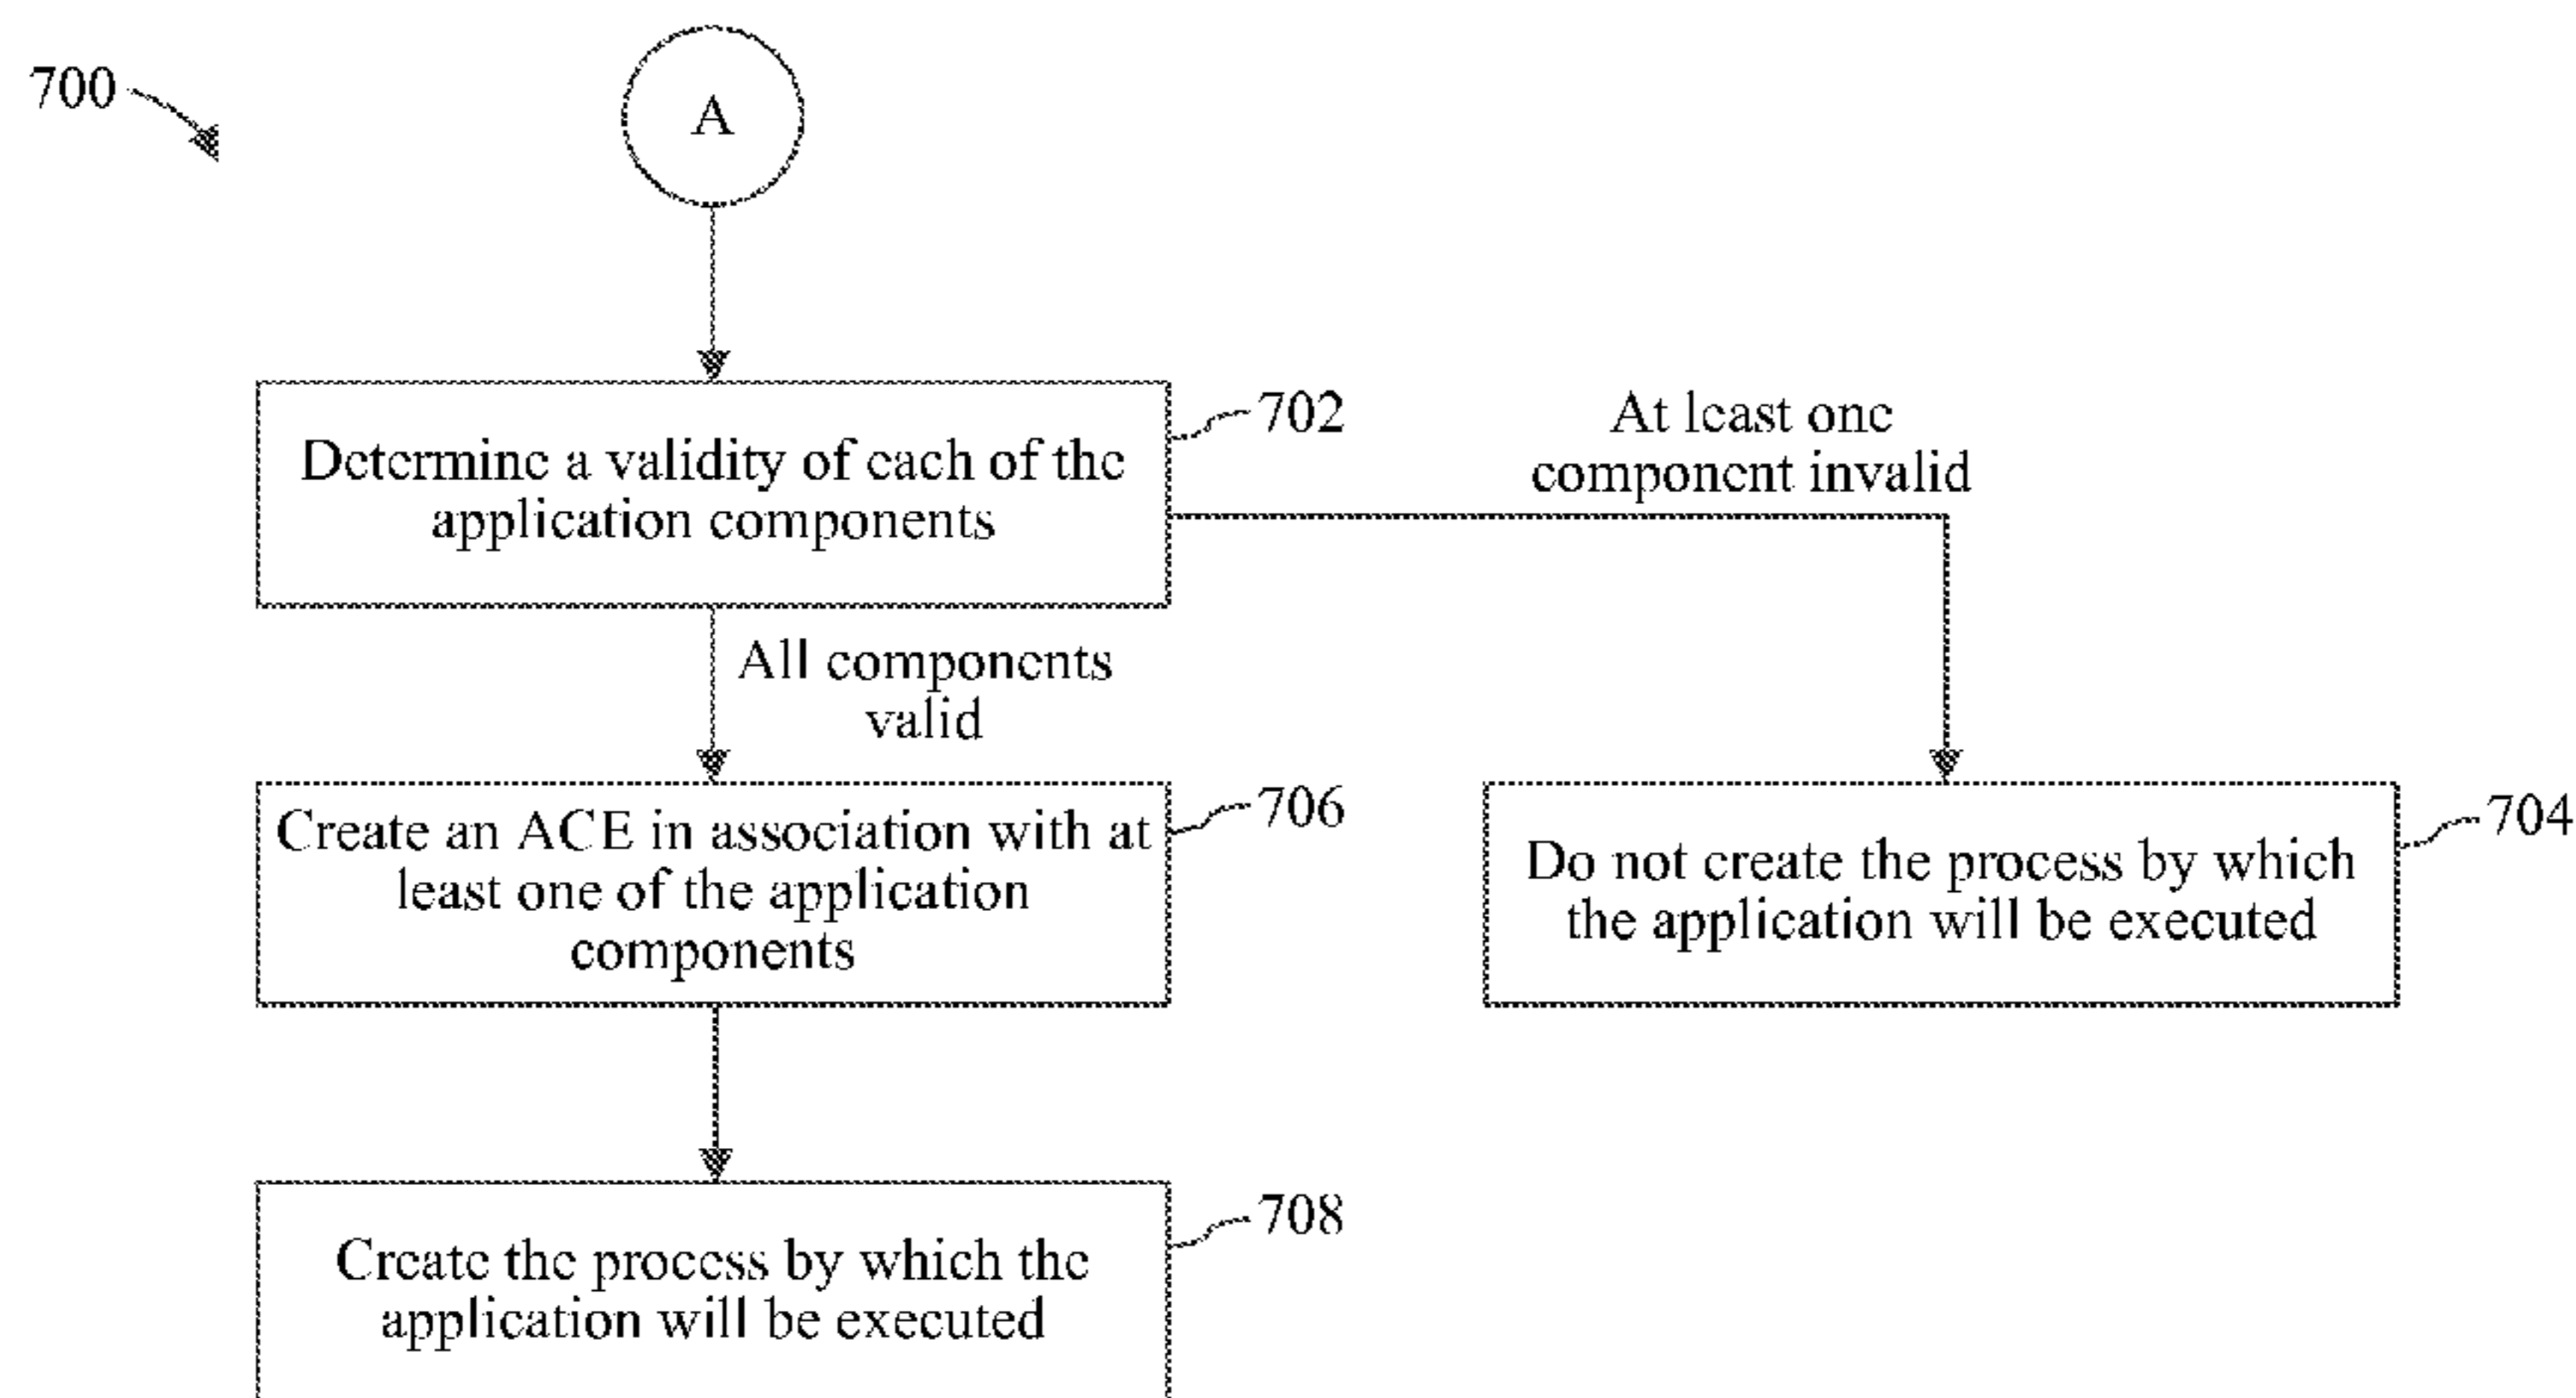 700
A
702
Determine a validity of each of the
application components
At least one
component invalid
All components
valid
706
Create an ACE in association with at
least one of the application
components
704
Do not create the process by which
the application will be executed
708
Create the process by which the
application will be executed